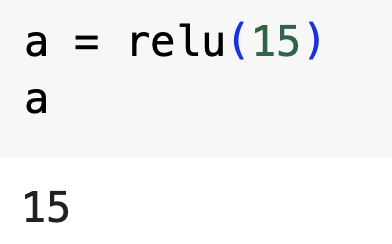 a = relu(15)
a
15